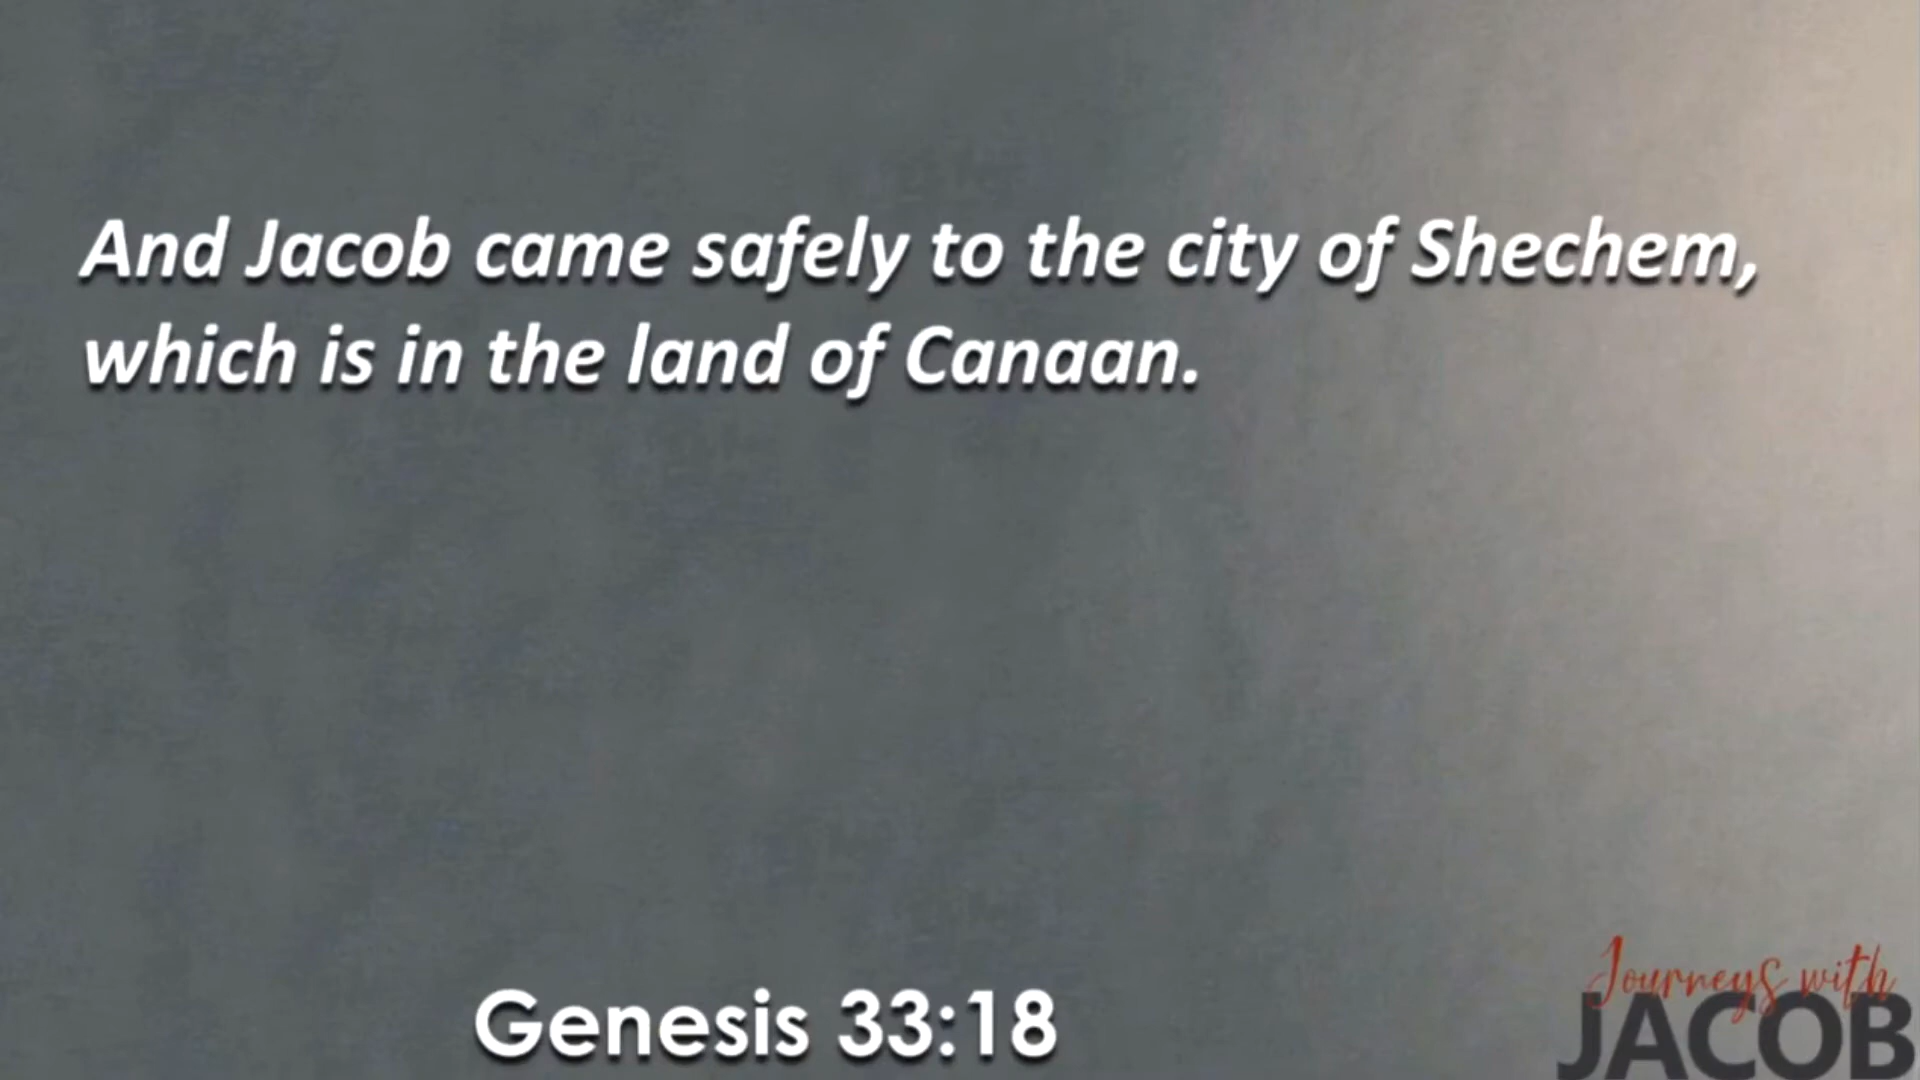 And Jacob came safely to the city of Shechem,
which is in the land of Canaan.
Genesis 33:18
Journeys with
JACOB